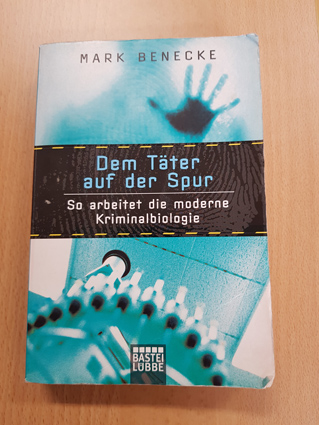 MARK BENECKE
Dem Täter
auf der Spur
So arbeitet die moderne
Kriminalbiologie
BASTEI
LÜBBE